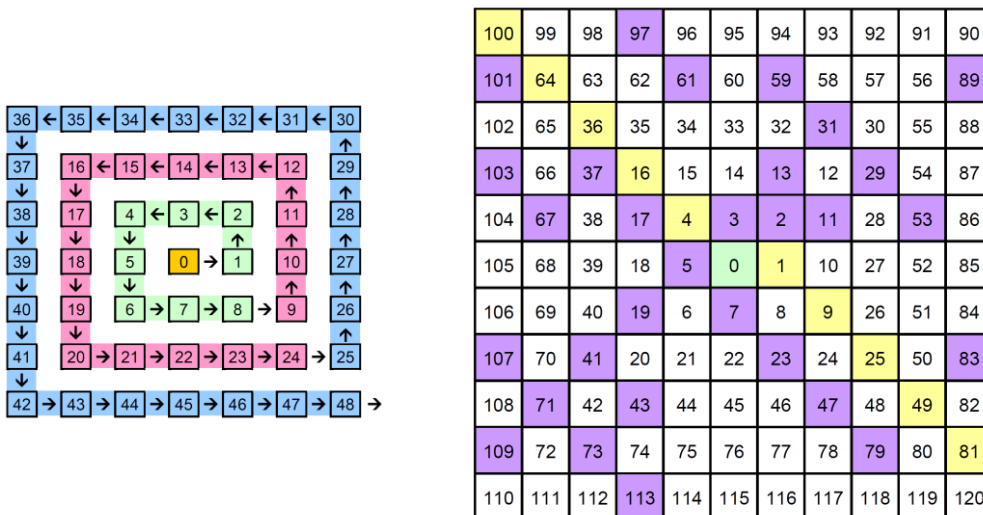 36 ← 35 ← 34 ← 33 ← 32 ← 31 ← 30
↓ ↑
37 16 ← 15 ← 14 ← 13 ← 12 29
↓ ↓ ↑ ↑
38 17 4 ← 3 ← 2 11 28
↓ ↓ ↓ ↑ ↑ ↑
39 18 5 0 → 1 10 27
↓ ↓ ↓ ↑ ↑
40 19 6 → 7 → 8 → 9 26
↓ ↓ ↑
41 20 → 21 → 22 → 23 → 24 → 25
↓
42 → 43 → 44 → 45 → 46 → 47 → 48 →
100 99 98 97 96 95 94 93 92 91 90
101 64 63 62 61 60 59 58 57 56 89
102 65 36 35 34 33 32 31 30 55 88
103 66 37 16 15 14 13 12 29 54 87
104 67 38 17 4 3 2 11 28 53 86
105 68 39 18 5 0 1 10 27 52 85
106 69 40 19 6 7 8 9 26 51 84
107 70 41 20 21 22 23 24 25 50 83
108 71 42 43 44 45 46 47 48 49 82
109 72 73 74 75 76 77 78 79 80 81
110 111 112 113 114 115 116 117 118 119 120